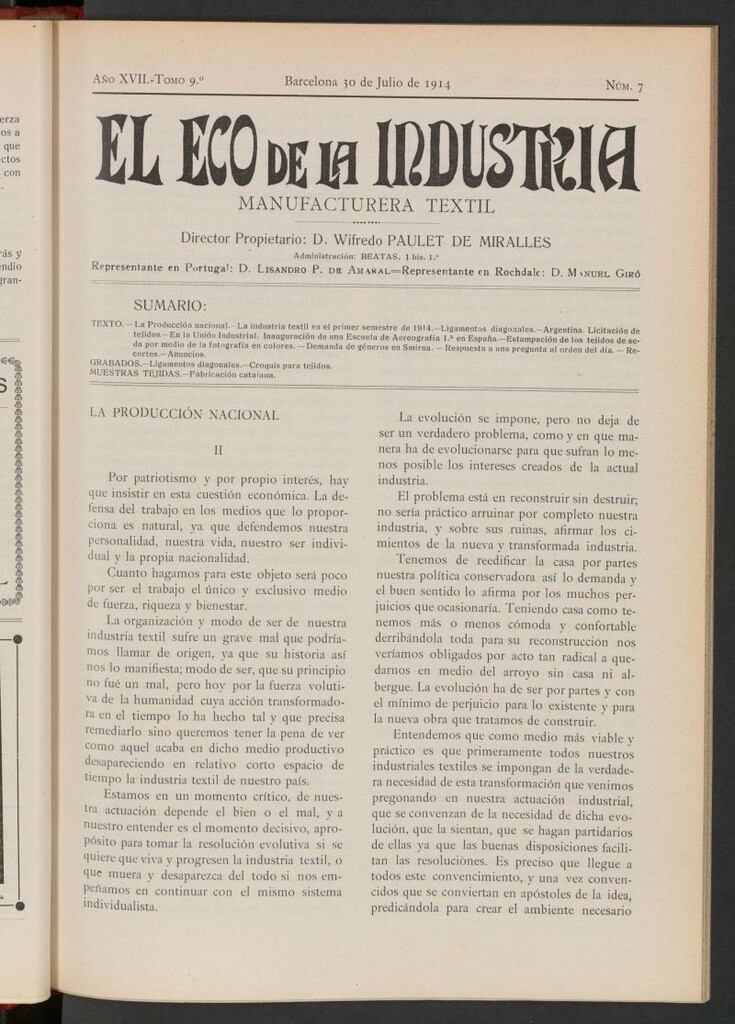 erza
os a
que
ctos
con
rás y
endio
gran-
S
AÑO XVII.-TOMO 9.º
Barcelona 30 de Julio de 1914
NÚM. 7
EL ECO DE LA INDUSTRIA
MANUFACTURERA TEXTIL
Director Propietario: D. Wifredo PAULET DE MIRALLES
Administración: BEATAS, 1 bis. 1.º
Representante en Portugal: D. LISANDRO P. DE AMARAL=Representante en Rochdale: D. MANUEL GIRÓ
SUMARIO:
TEXTO.—La Producción nacional.—La industria textil en el primer semestre de 1914.—Ligamentos diagonales.—Argentina. Licitación de
tejidos.—En la Unión Industrial. Inauguración de una Escuela de Aereografía 1.ª en España.—Estampación de los tejidos de se-
da por medio de la fotografía en colores. — Demanda de géneros en Smirna. — Respuesta a una pregunta al orden del día. — Re-
cortes.—Anuncios.
GRABADOS.—Ligamentos diagonales.—Croquis para tejidos.
MUESTRAS TEJIDAS.—Fabricación catalana.
LA PRODUCCIÓN NACIONAL
II
Por patriotismo y por propio interés, hay
que insistir en esta cuestión económica. La de-
fensa del trabajo en los medios que lo propor-
ciona es natural, ya que defendemos nuestra
personalidad, nuestra vida, nuestro ser indivi-
dual y la propia nacionalidad.
Cuanto hagamos para este objeto será poco
por ser el trabajo el único y exclusivo medio
de fuerza, riqueza y bienestar.
La organización y modo de ser de nuestra
industria textil sufre un grave mal que podría-
mos llamar de origen, ya que su historia así
nos lo manifiesta; modo de ser, que su principio
no fué un mal, pero hoy por la fuerza voluti-
va de la humanidad cuya acción transformado-
ra en el tiempo lo ha hecho tal y que precisa
remediarlo sino queremos tener la pena de ver
como aquel acaba en dicho medio productivo
desapareciendo en relativo corto espacio de
tiempo la industria textil de nuestro país.
Estamos en un momento crítico, de nues-
tra actuación depende el bien o el mal, y a
nuestro entender es el momento decisivo, apro-
pósito para tomar la resolución evolutiva si se
quiere que viva y progresen la industria textil, o
que muera y desaparezca del todo si nos em-
peñamos en continuar con el mismo sistema
individualista.
La evolución se impone, pero no deja de
ser un verdadero problema, como y en que ma-
nera ha de evolucionarse para que sufran lo me-
nos posible los intereses creados de la actual
industria.
El problema está en reconstruir sin destruir;
no sería práctico arruinar por completo nuestra
industria, y sobre sus ruinas, afirmar los ci-
mientos de la nueva y transformada industria.
Tenemos de reedificar la casa por partes
nuestra política conservadora así lo demanda y
el buen sentido lo afirma por los muchos per-
juicios que ocasionaría. Teniendo casa como te-
nemos más o menos cómoda y confortable
derribándola toda para su reconstrucción nos
veríamos obligados por acto tan radical a que-
darnos en medio del arroyo sin casa ni al-
bergue. La evolución ha de ser por partes y con
el mínimo de perjuicio para lo existente y para
la nueva obra que tratamos de construir.
Entendemos que como medio más viable y
práctico es que primeramente todos nuestros
industriales textiles se impongan de la verdade-
ra necesidad de esta transformación que venimos
pregonando en nuestra actuación industrial,
que se convenzan de la necesidad de dicha evo-
lución, que la sientan, que se hagan partidarios
de ellas ya que las buenas disposiciones facili-
tan las resoluciones. Es preciso que llegue a
todos este convencimiento, y una vez conven-
cidos que se conviertan en apóstoles de la idea,
predicándola para crear el ambiente necesario